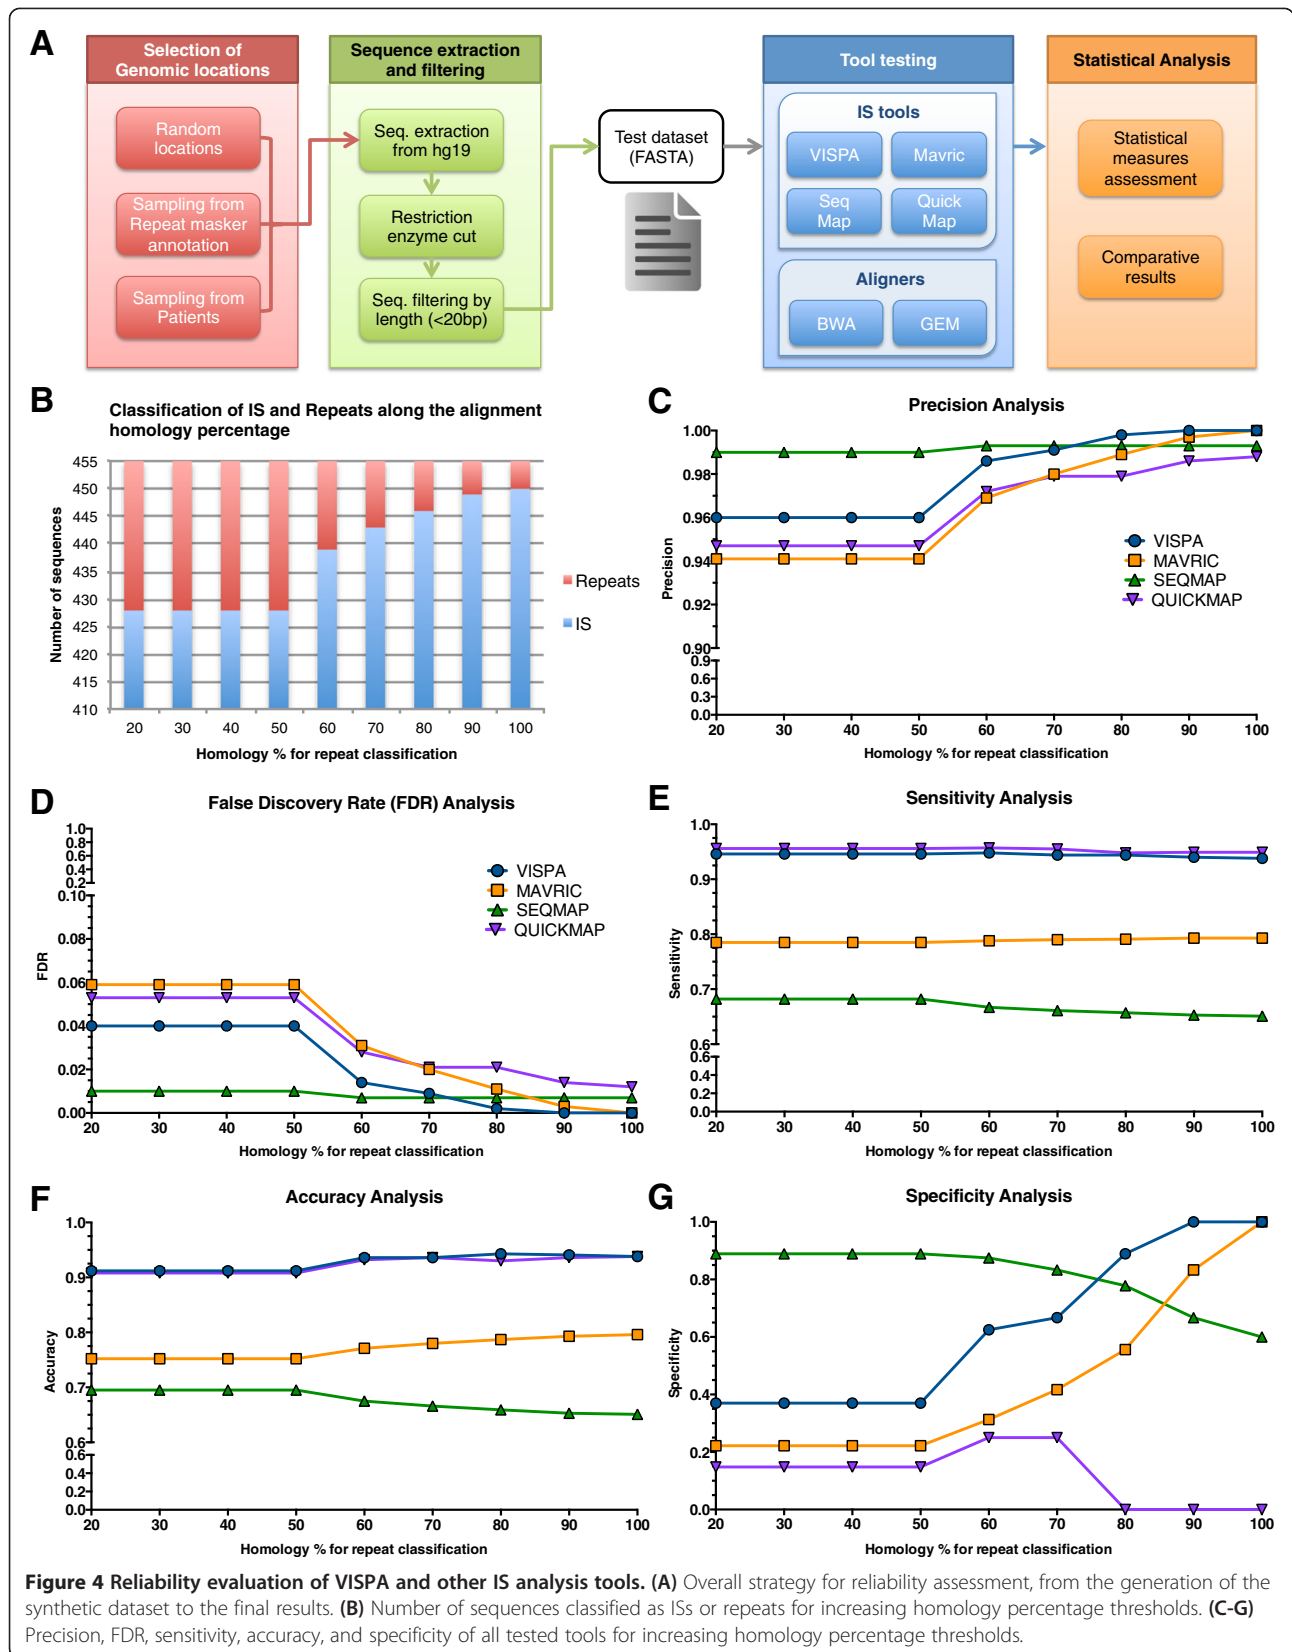 A
Selection of
Genomic locations
Random
locations
Sampling from
Repeat masker
annotation
Sampling from
Patients
Sequence extraction
and filtering
Seq. extraction
from hg19
Restriction
enzyme cut
Seq. filtering by
length (<20bp)
Test dataset
(FASTA)
Tool testing
IS tools
VISPA
Mavric
Seq
Map
Quick
Map
Aligners
BWA
GEM
Statistical Analysis
Statistical
measures
assessment
Comparative
results
B
Classification of IS and Repeats along the alignment
homology percentage
Number of sequences
455
450
445
440
435
430
425
420
415
410
20 30 40 50 60 70 80 90 100
Homology % for repeat classification
Repeats
IS
C
Precision Analysis
Precision
1.00
0.98
0.96
0.94
0.92
0.90
0.9
0.6
0.3
0.0
20 30 40 50 60 70 80 90 100
Homology % for repeat classification
VISPA
MAVRIC
SEQMAP
QUICKMAP
D
False Discovery Rate (FDR) Analysis
FDR
1.0
0.8
0.6
0.4
0.2
0.10
0.08
0.06
0.04
0.02
0.00
20 30 40 50 60 70 80 90 100
Homology % for repeat classification
VISPA
MAVRIC
SEQMAP
QUICKMAP
E
Sensitivity Analysis
Sensitivity
1.0
0.9
0.8
0.7
0.6
0.6
0.4
0.2
0.0
20 30 40 50 60 70 80 90 100
Homology % for repeat classification
F
Accuracy Analysis
Accuracy
1.0
0.9
0.8
0.7
0.6
0.6
0.4
0.2
0.0
20 30 40 50 60 70 80 90 100
Homology % for repeat classification
G
Specificity Analysis
Specificity
1.0
0.8
0.6
0.4
0.2
0.0
20 30 40 50 60 70 80 90 100
Homology % for repeat classification
Figure 4 Reliability evaluation of VISPA and other IS analysis tools. (A) Overall strategy for reliability assessment, from the generation of the
synthetic dataset to the final results. (B) Number of sequences classified as ISs or repeats for increasing homology percentage thresholds. (C-G)
Precision, FDR, sensitivity, accuracy, and specificity of all tested tools for increasing homology percentage thresholds.